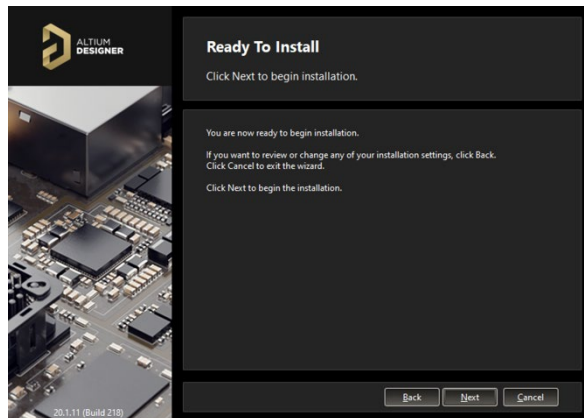 ALTIUM
DESIGNER
Ready To Install
Click Next to begin installation.
You are now ready to begin installation.
If you want to review or change any of your installation settings, click Back.
Click Cancel to exit the wizard.
Click Next to begin the installation.
20.1.11 (Build 218)
Back Next Cancel